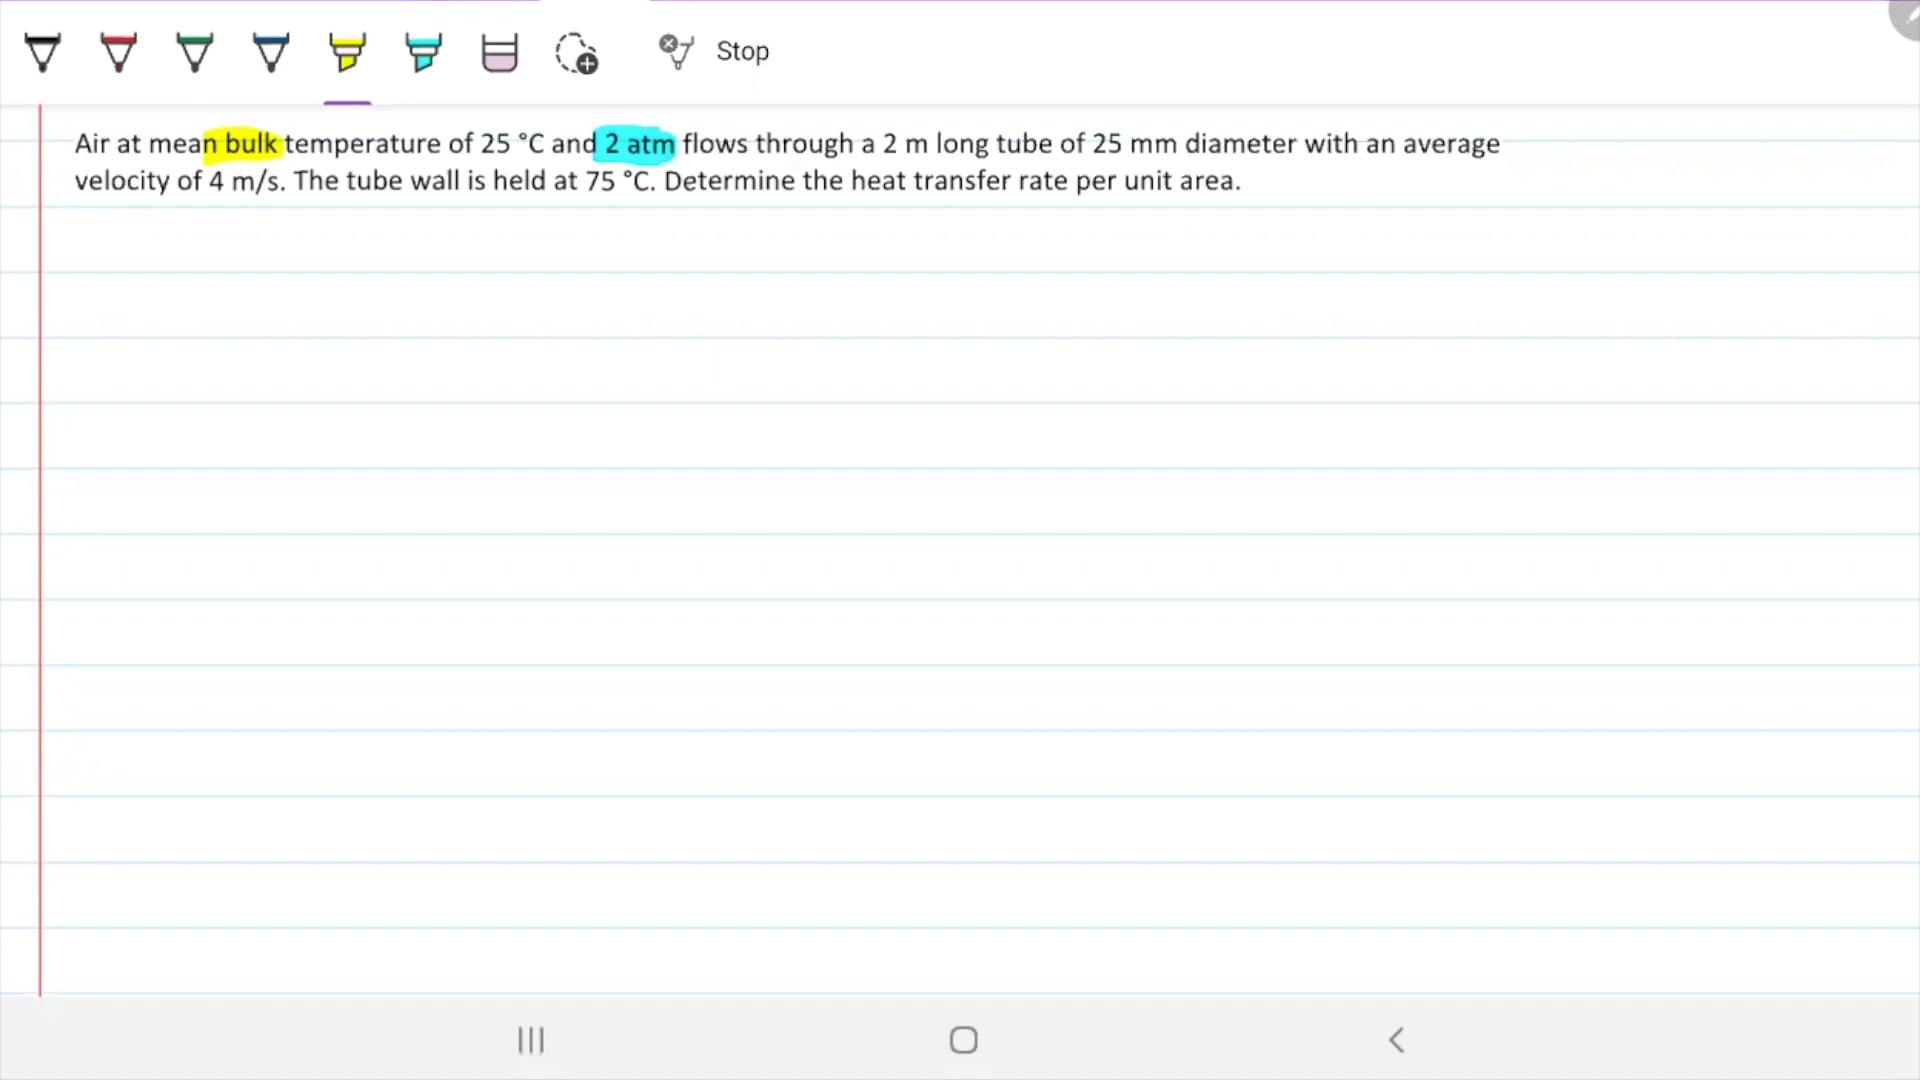 Stop
Air at mean bulk temperature of 25 °C and 2 atm flows through a 2 m long tube of 25 mm diameter with an average
velocity of 4 m/s. The tube wall is held at 75 °C. Determine the heat transfer rate per unit area.